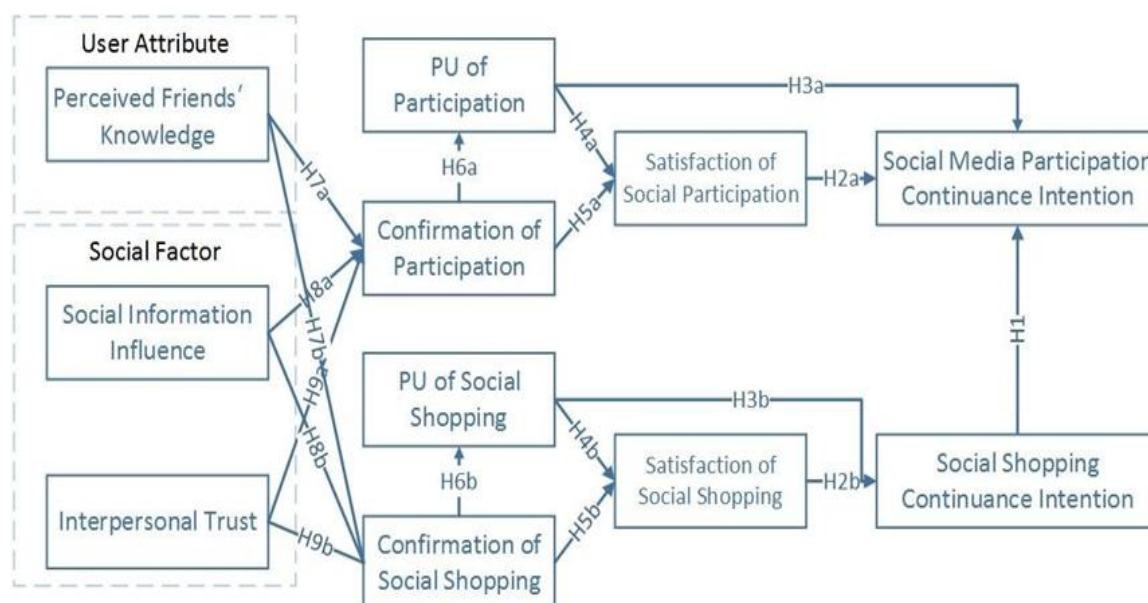 User Attribute
Perceived Friends'
Knowledge
Social Factor
Social Information
Influence
Interpersonal Trust
H7a
H8a
H7b
H9a
H8b
H9b
PU of
Participation
H6a
Confirmation of
Participation
PU of Social
Shopping
H6b
Confirmation of
Social Shopping
H3a
H4a
H5a
Satisfaction of
Social Participation
H2a
Social Media Participation
Continuance Intention
H1
H3b
H4b
H5b
Satisfaction of
Social Shopping
H2b
Social Shopping
Continuance Intention